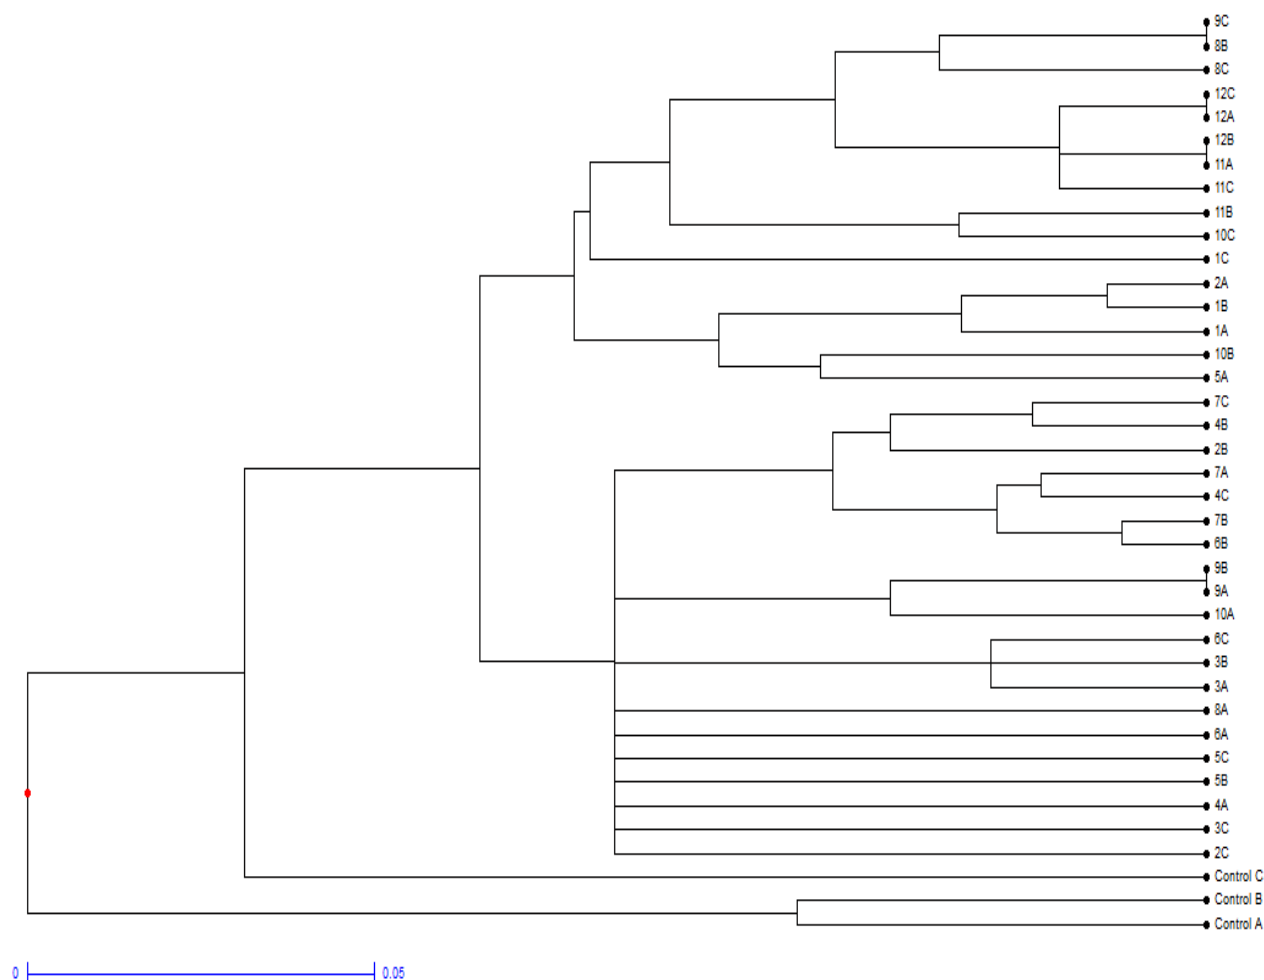 9C
8B
8C
12C
12A
12B
11A
11C
11B
10C
1C
2A
1B
1A
10B
5A
7C
4B
2B
7A
4C
7B
6B
9B
9A
10A
6C
3B
3A
8A
6A
5C
5B
4A
3C
2C
Control C
Control B
Control A
0 0.05